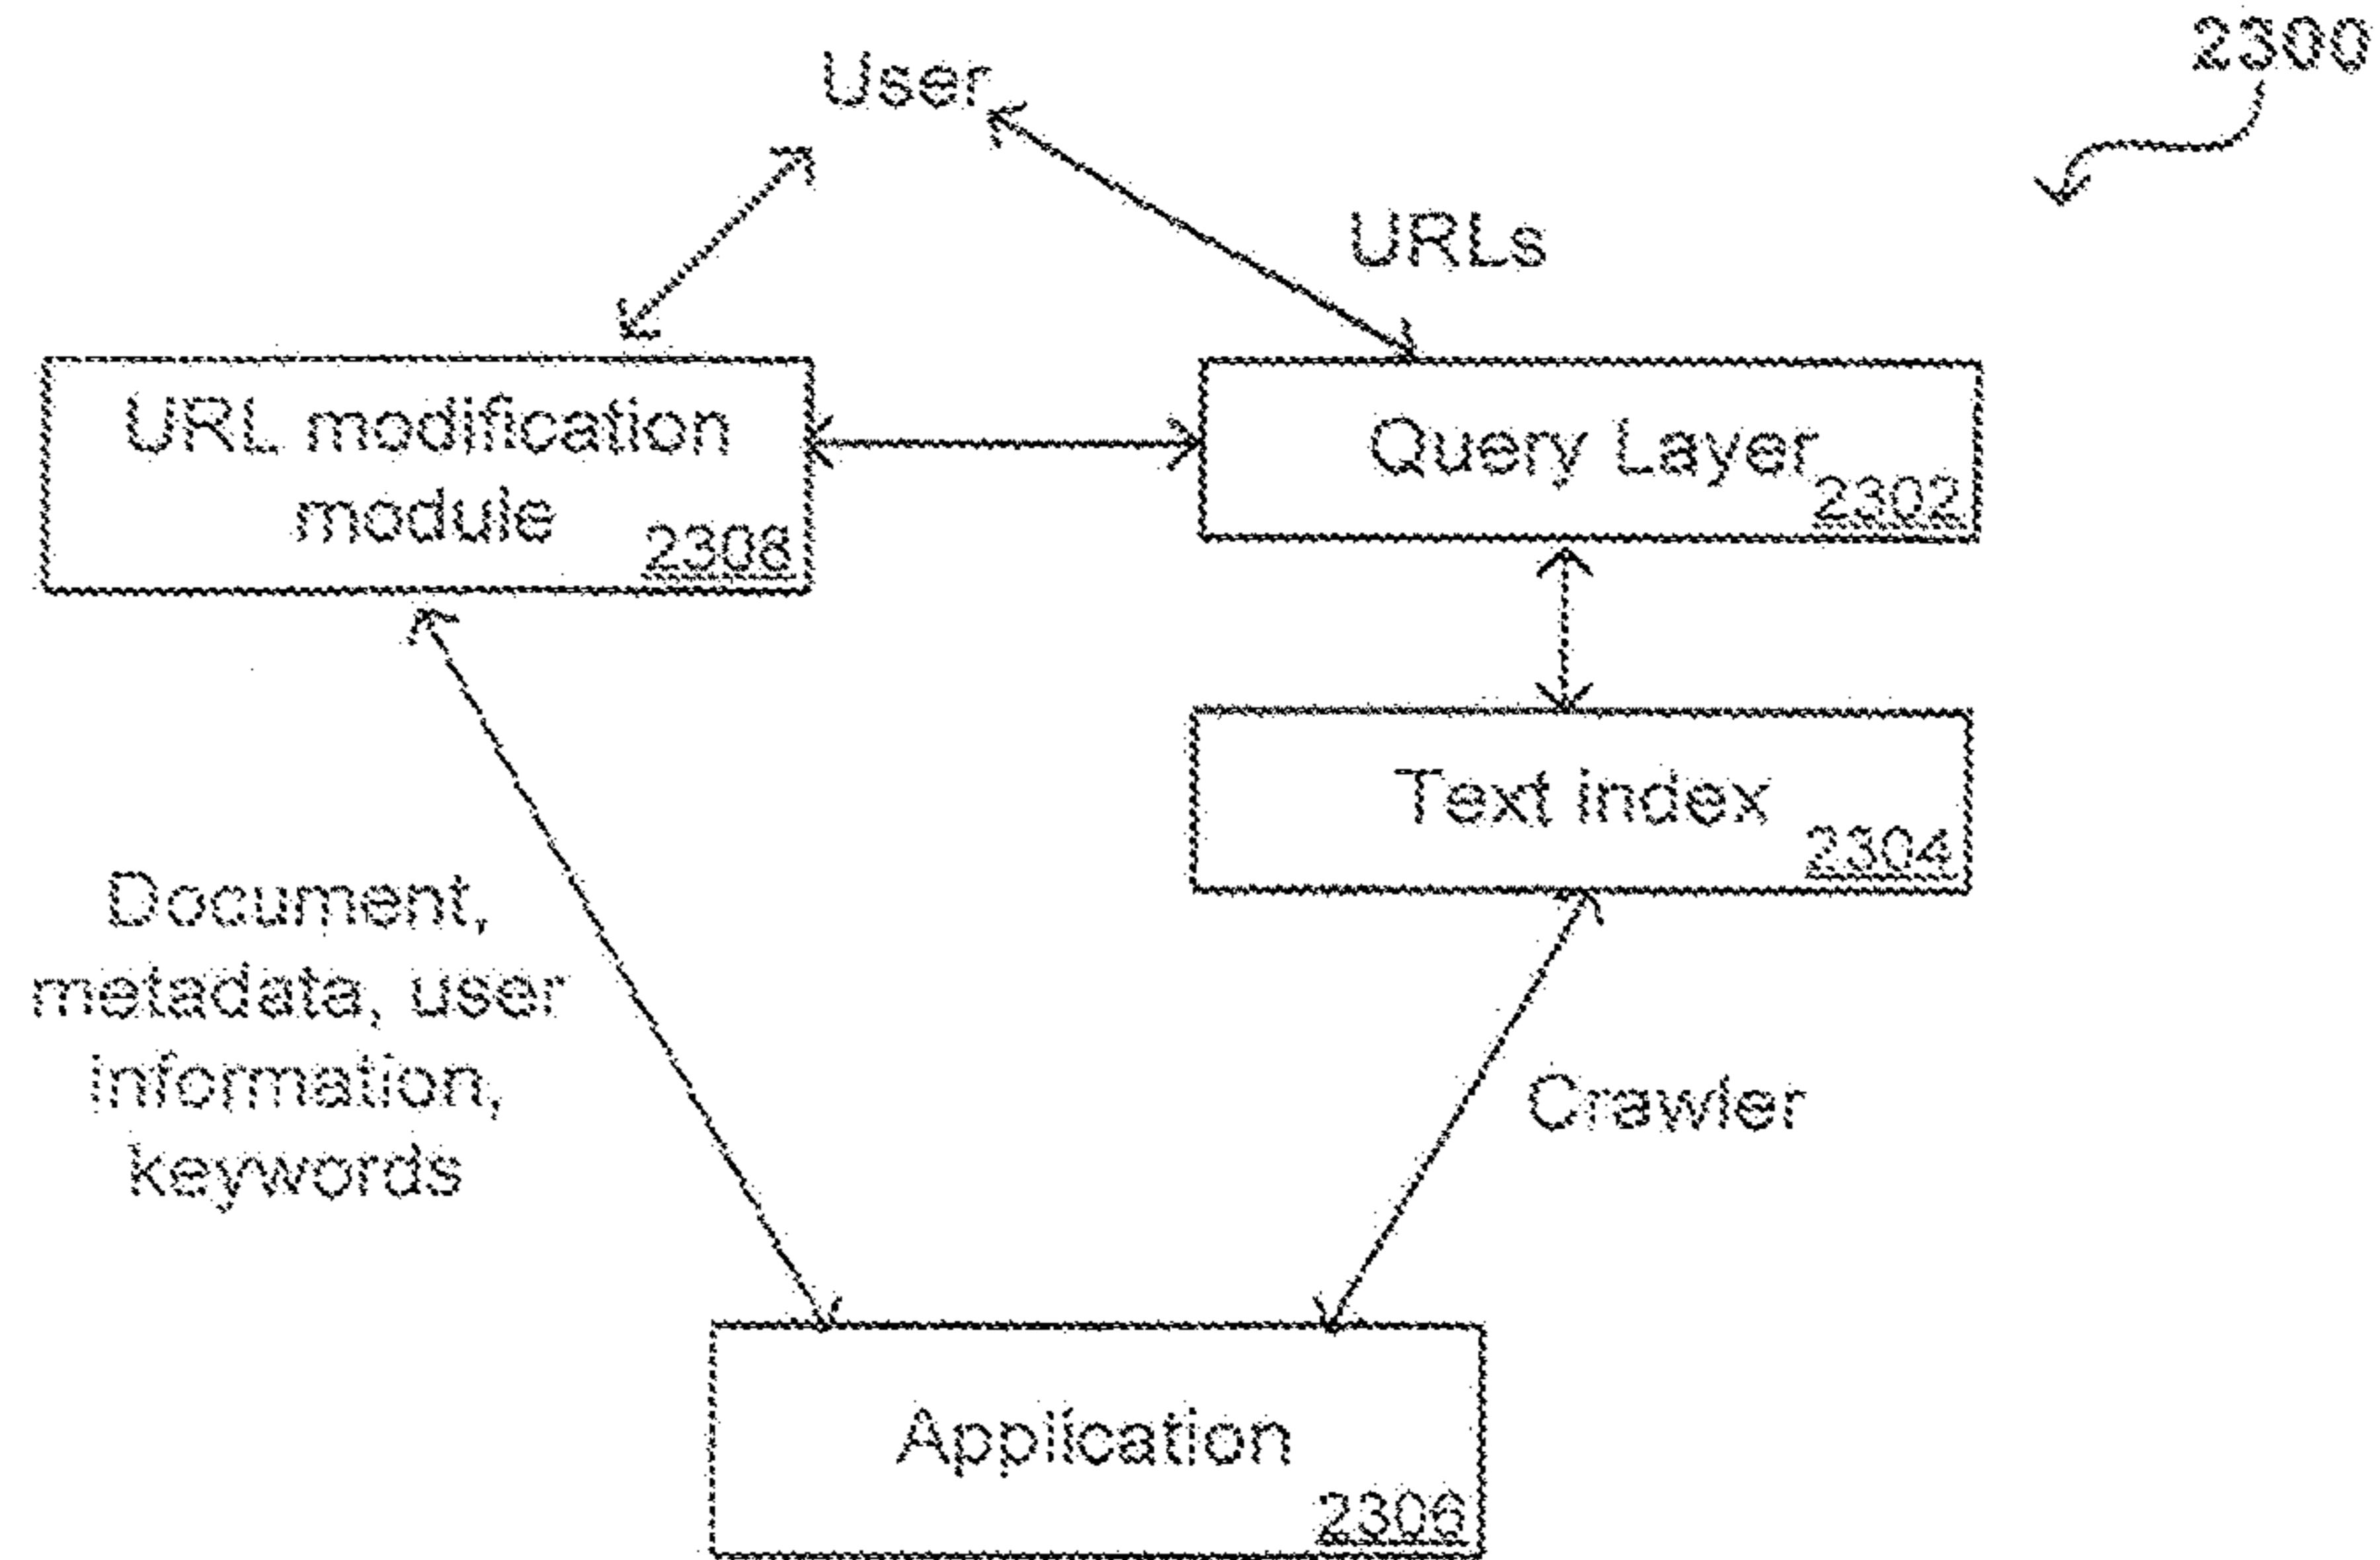 2300
User
URLs
URL modification
module
2308
Query Layer
2302
Text index
2304
Document,
metadata, user
information,
keywords
Crawler
Application
2306